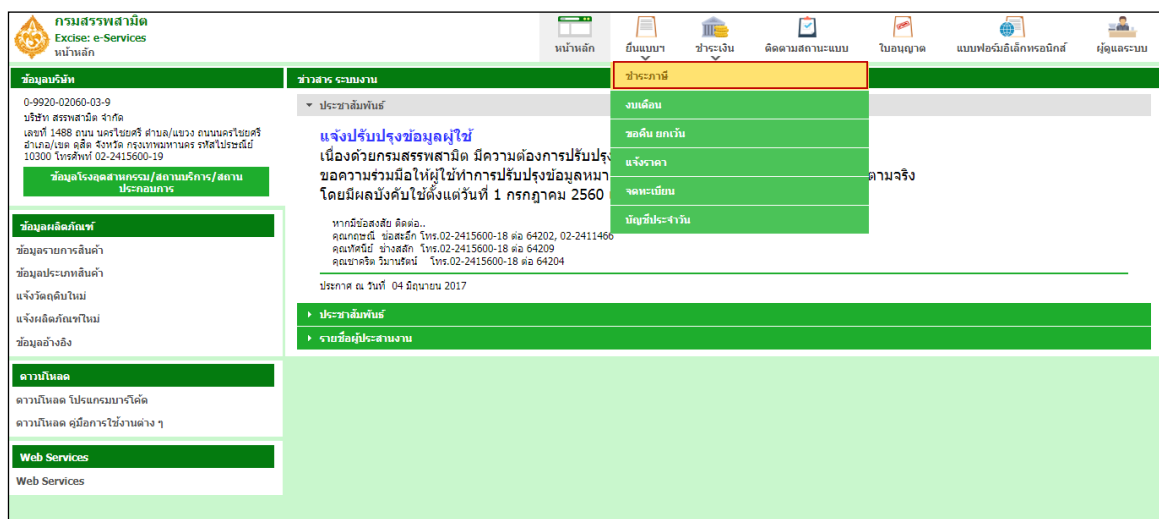 กรมสรรพสามิต
Excise: e-Services
หน้าหลัก
หน้าหลัก
ยื่นแบบฯ
ชำระเงิน
ติดตามสถานะแบบ
ใบอนุญาต
แบบฟอร์มอิเล็กทรอนิกส์
ผู้ดูแลระบบ
ข้อมูลบริษัท
0-9920-02060-03-9
บริษัท สรรพสามิต จำกัด
เลขที่ 1488 ถนน นครไชยศรี ตำบล/แขวง ถนนนครไชยศรี
อำเภอ/เขต ดุสิต จังหวัด กรุงเทพมหานคร รหัสไปรษณีย์
10300 โทรศัพท์ 02-2415600-19
ข้อมูลโรงอุตสาหกรรม/สถานบริการ/สถาน
ประกอบการ
ข้อมูลผลิตภัณฑ์
ข้อมูลรายการสินค้า
ข้อมูลประเภทสินค้า
แจ้งวัตถุดิบใหม่
แจ้งผลิตภัณฑ์ใหม่
ข้อมูลอ้างอิง
ดาวน์โหลด
ดาวน์โหลด โปรแกรมบาร์โค้ด
ดาวน์โหลด คู่มือการใช้งานต่าง ๆ
Web Services
Web Services
ข่าวสาร ระบบงาน
ประชาสัมพันธ์
แจ้งปรับปรุงข้อมูลผู้ใช้
เนื่องด้วยกรมสรรพสามิต มีความต้องการปรับปรุง
ขอความร่วมมือให้ผู้ใช้ทำการปรับปรุงข้อมูลหมา ตามจริง
โดยมีผลบังคับใช้ตั้งแต่วันที่ 1 กรกฎาคม 2560
หากมีข้อสงสัย ติดต่อ..
คุณกฤษณ์ ช่อสะอึก โทร.02-2415600-18 ต่อ 64202, 02-2411466
คุณทัศนีย์ ช่างสลัก โทร.02-2415600-18 ต่อ 64209
คุณชาคริต วิมานรัตน์ โทร.02-2415600-18 ต่อ 64204
ประกาศ ณ วันที่ 04 มิถุนายน 2017
ประชาสัมพันธ์
รายชื่อผู้ประสานงาน
ชำระภาษี
งบเดือน
ขอคืน ยกเว้น
แจ้งราคา
จดทะเบียน
บัญชีประจำวัน